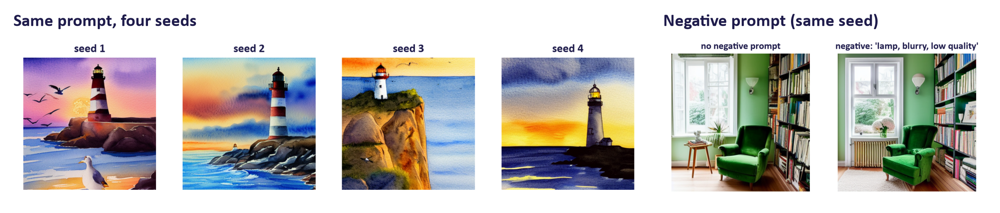 Same prompt, four seeds
seed 1
seed 2
seed 3
seed 4
Negative prompt (same seed)
no negative prompt
negative: 'lamp, blurry, low quality'